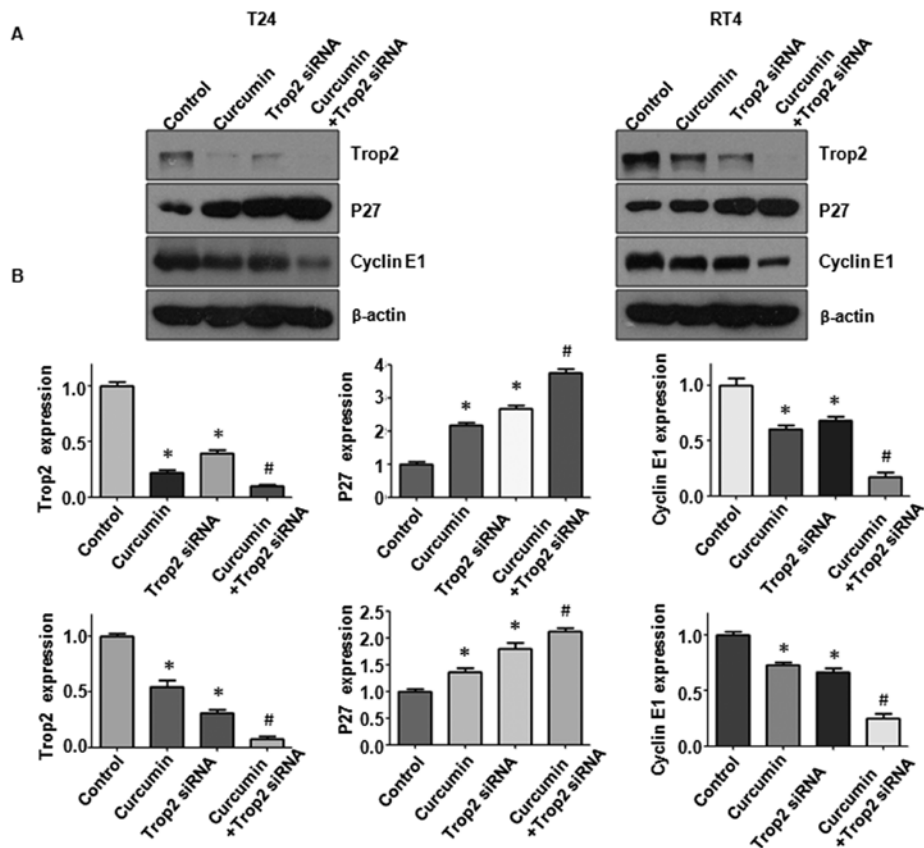 T24
RT4
A
Control
Curcumin
Trop2 siRNA
Curcumin
+Trop2 siRNA
Control
Curcumin
Trop2 siRNA
Curcumin
+Trop2 siRNA
Trop2
P27
Cyclin E1
β-actin
Trop2
P27
Cyclin E1
β-actin
B
Trop2 expression
1.0
0.5
0.0
*
*
#
Control
Curcumin
Trop2 siRNA
Curcumin
+Trop2 siRNA
P27 expression
4
3
2
1
0
*
*
#
Control
Curcumin
Trop2 siRNA
Curcumin
+Trop2 siRNA
Cyclin E1 expression
1.0
0.5
0.0
*
*
#
Control
Curcumin
Trop2 siRNA
Curcumin
+Trop2 siRNA
Trop2 expression
1.0
0.5
0.0
*
*
#
Control
Curcumin
Trop2 siRNA
Curcumin
+Trop2 siRNA
P27 expression
2.5
2.0
1.5
1.0
0.5
0.0
*
*
#
Control
Curcumin
Trop2 siRNA
Curcumin
+Trop2 siRNA
Cyclin E1 expression
1.0
0.5
0.0
*
*
#
Control
Curcumin
Trop2 siRNA
Curcumin
+Trop2 siRNA